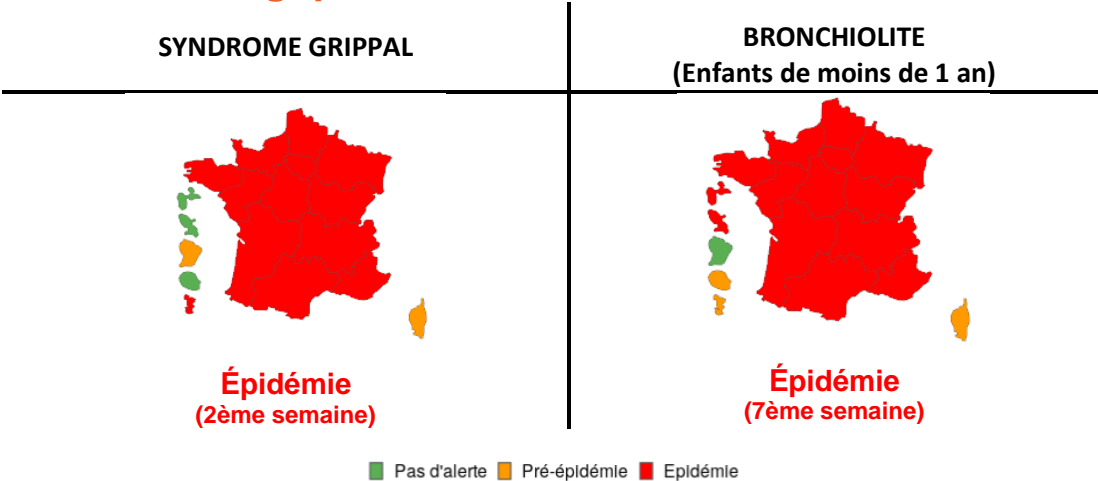 SYNDROME GRIPPAL
BRONCHIOLITE
(Enfants de moins de 1 an)
Épidémie
(2ème semaine)
Épidémie
(7ème semaine)
Pas d'alerte Pré-épidémie Epidémie